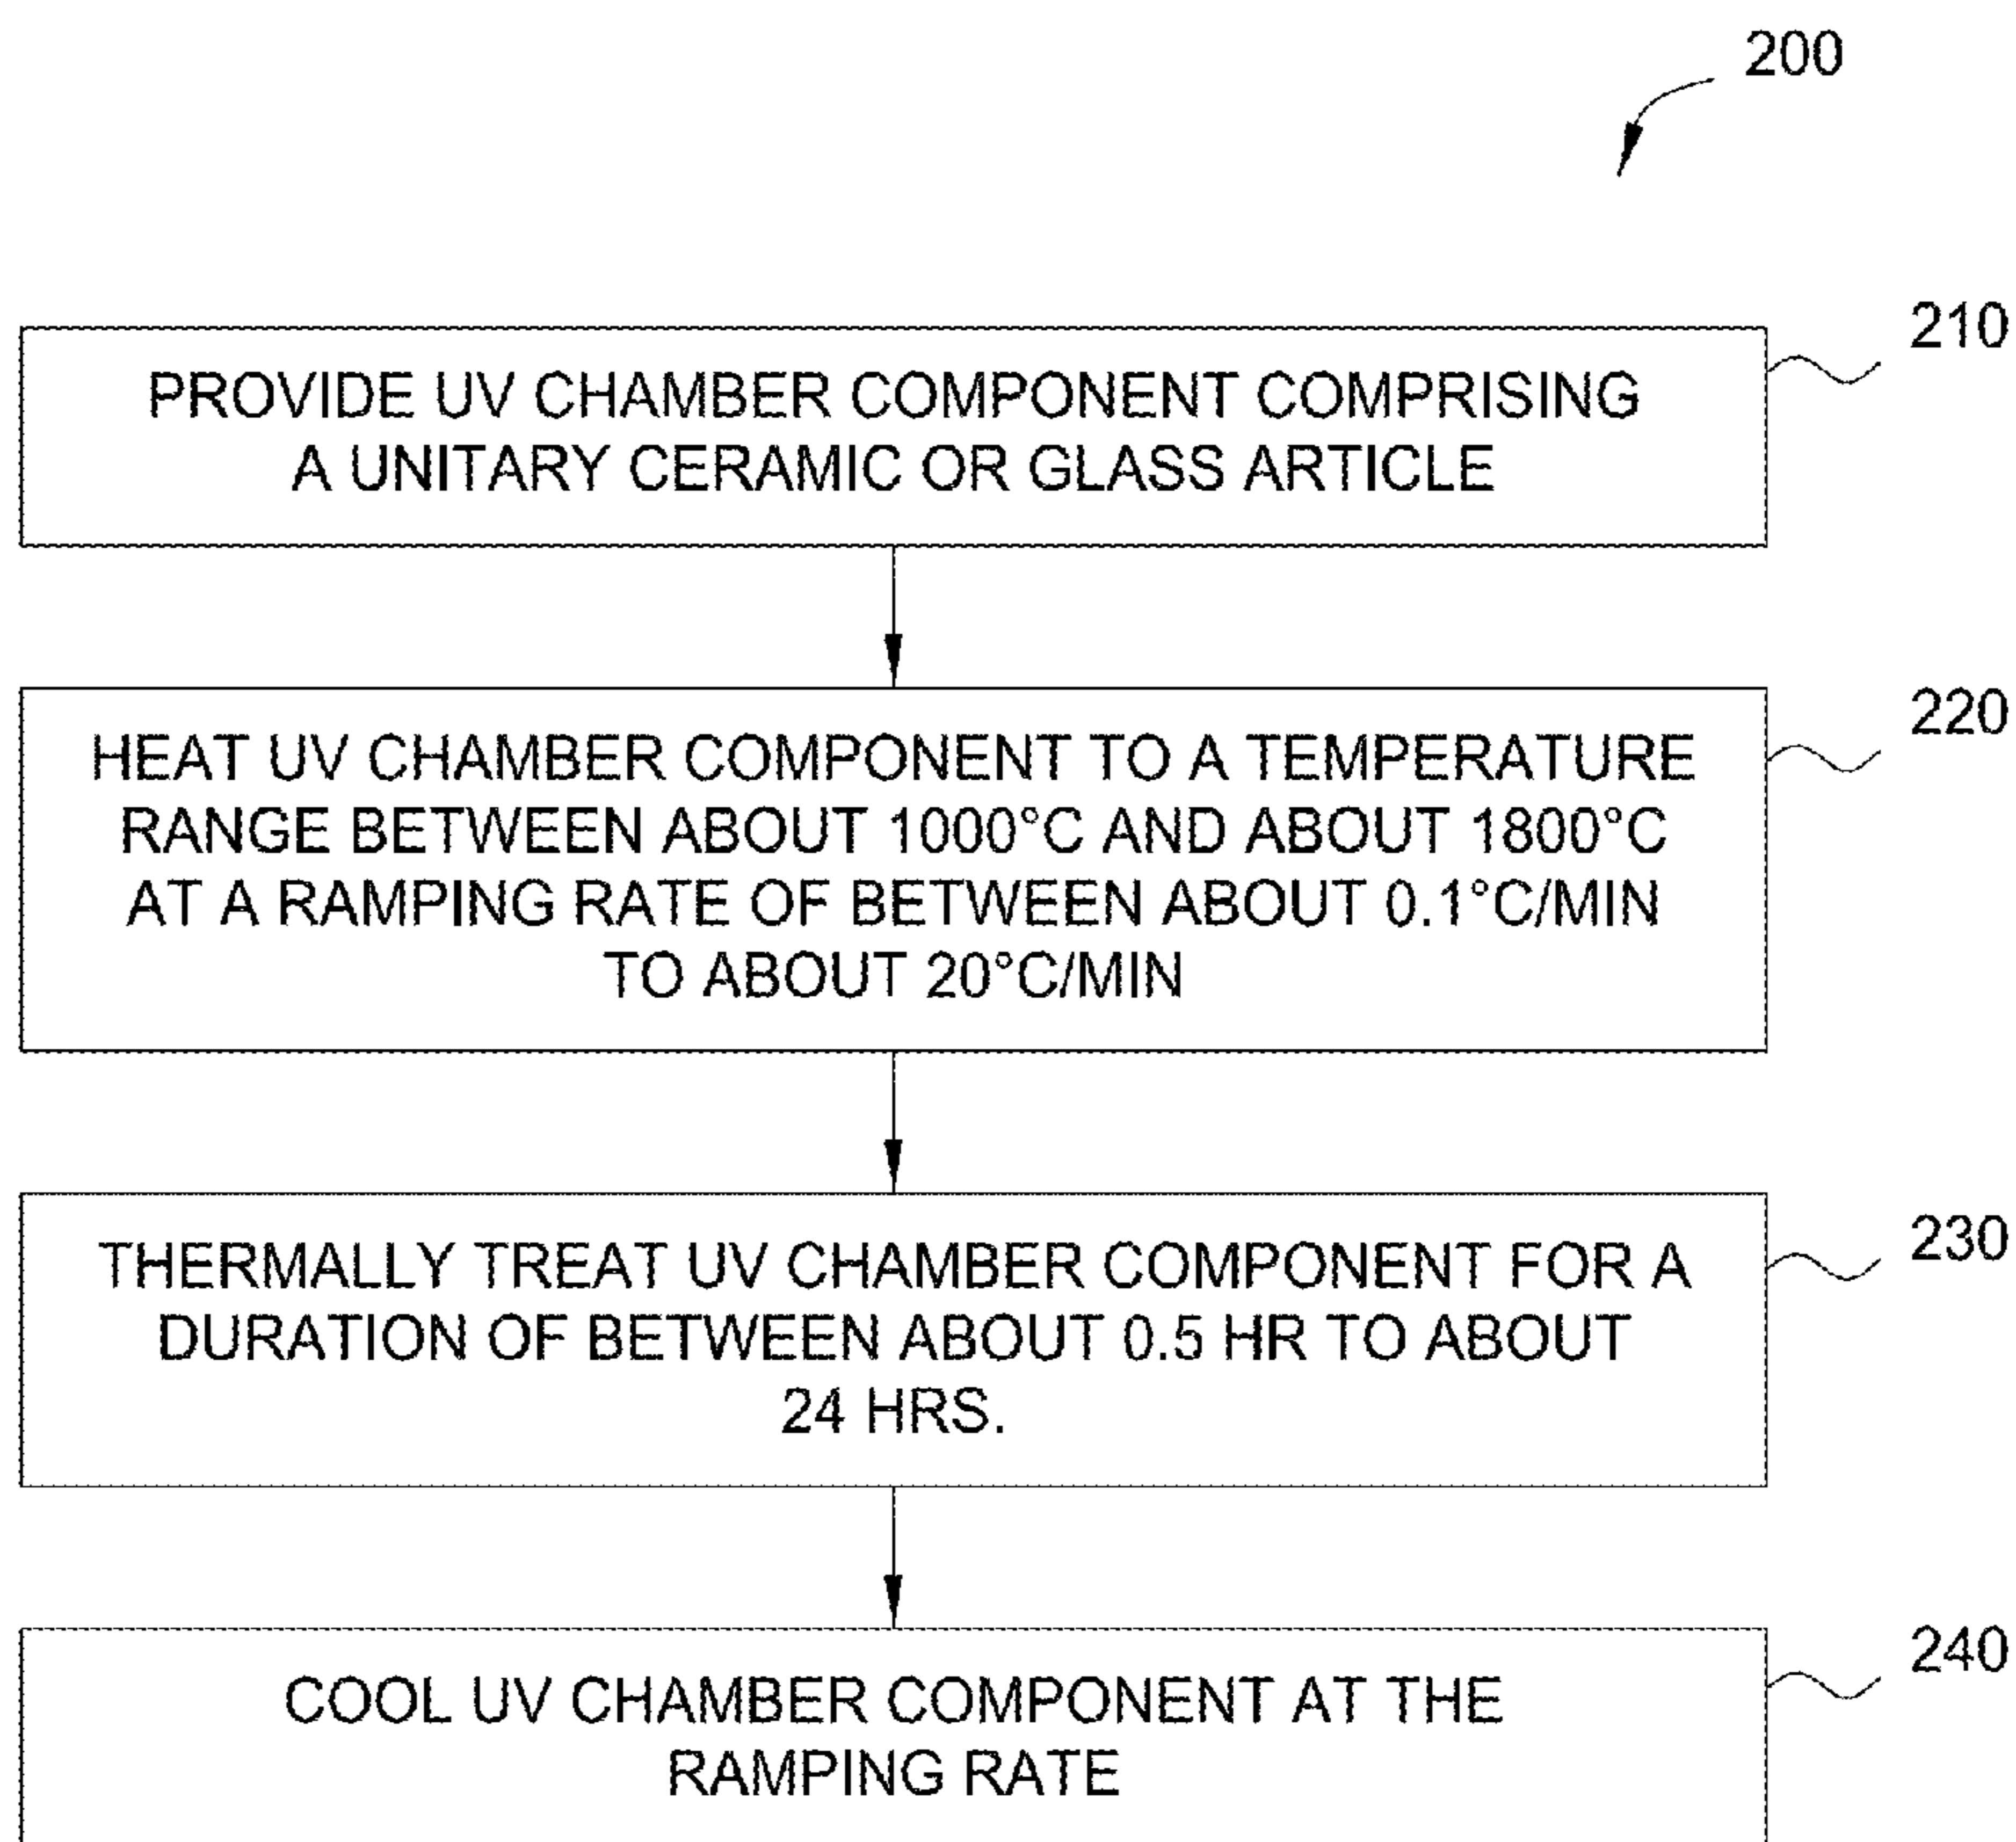 200
210
PROVIDE UV CHAMBER COMPONENT COMPRISING
A UNITARY CERAMIC OR GLASS ARTICLE
220
HEAT UV CHAMBER COMPONENT TO A TEMPERATURE
RANGE BETWEEN ABOUT 1000°C AND ABOUT 1800°C
AT A RAMPING RATE OF BETWEEN ABOUT 0.1°C/MIN
TO ABOUT 20°C/MIN
230
THERMALLY TREAT UV CHAMBER COMPONENT FOR A
DURATION OF BETWEEN ABOUT 0.5 HR TO ABOUT
24 HRS.
240
COOL UV CHAMBER COMPONENT AT THE
RAMPING RATE